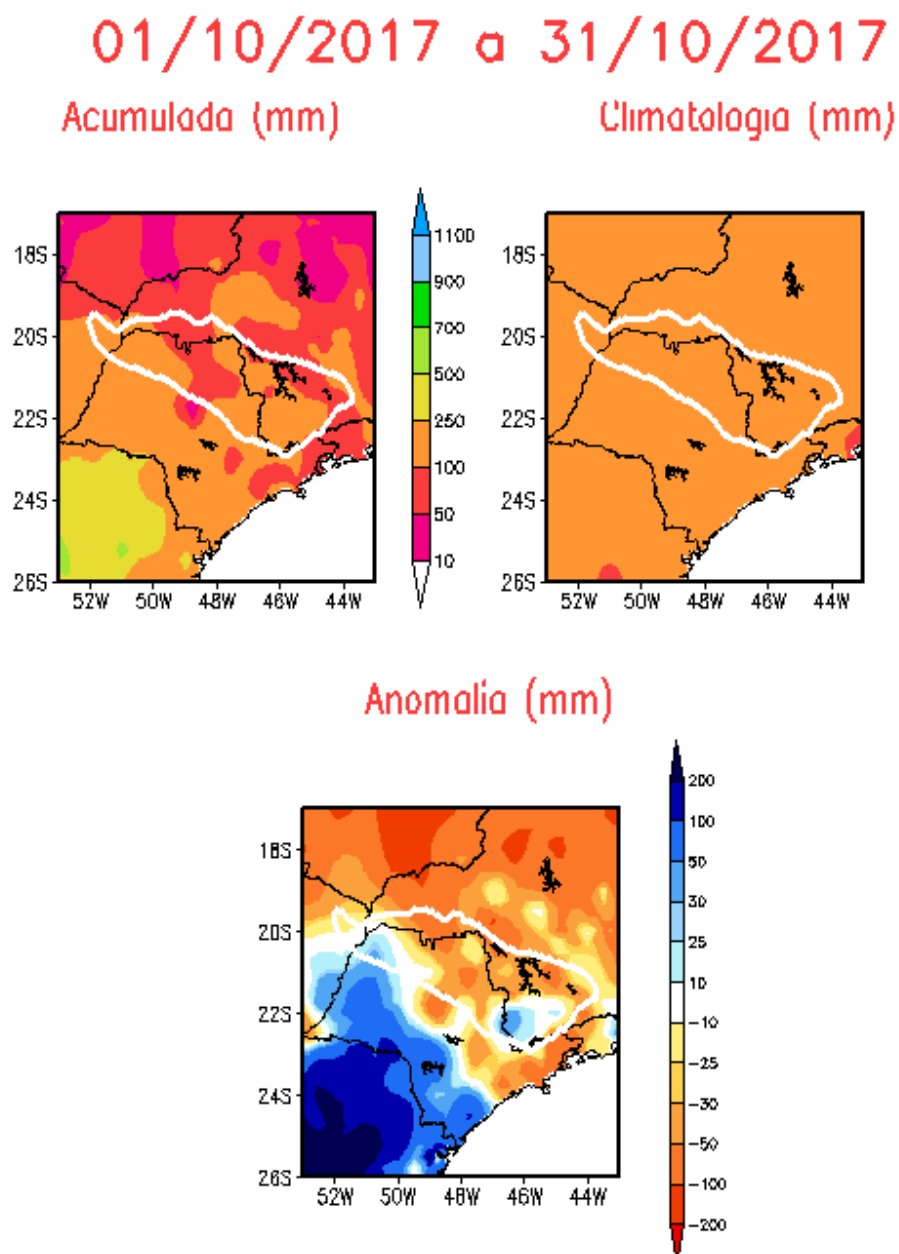 01/10/2017 a 31/10/2017
Acumulada (mm)
Climatologia (mm)
18S
20S
22S
24S
26S
52W 50W 48W 46W 44W
1100
900
700
500
250
100
50
10
18S
20S
22S
24S
26S
52W 50W 48W 46W 44W
Anomalia (mm)
18S
20S
22S
24S
26S
52W 50W 48W 46W 44W
200
100
50
30
25
10
-10
-25
-30
-50
-100
-200